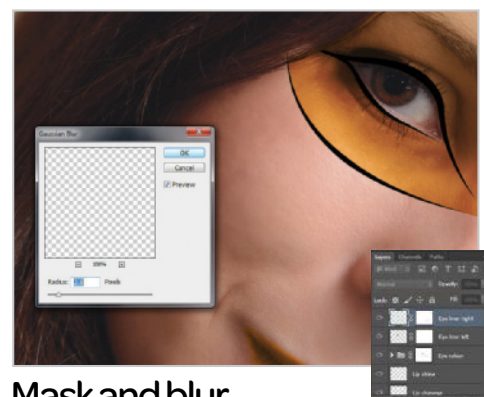 Gaussian Blur
OK
Cancel
Preview
100%
Radius: Pixels
Layers Channels Paths
Normal Opacity:
Lock: Fill:
Eye liner right
Eye liner left
Eye colour
Lip shine
Lip shimmer
Mask and blur